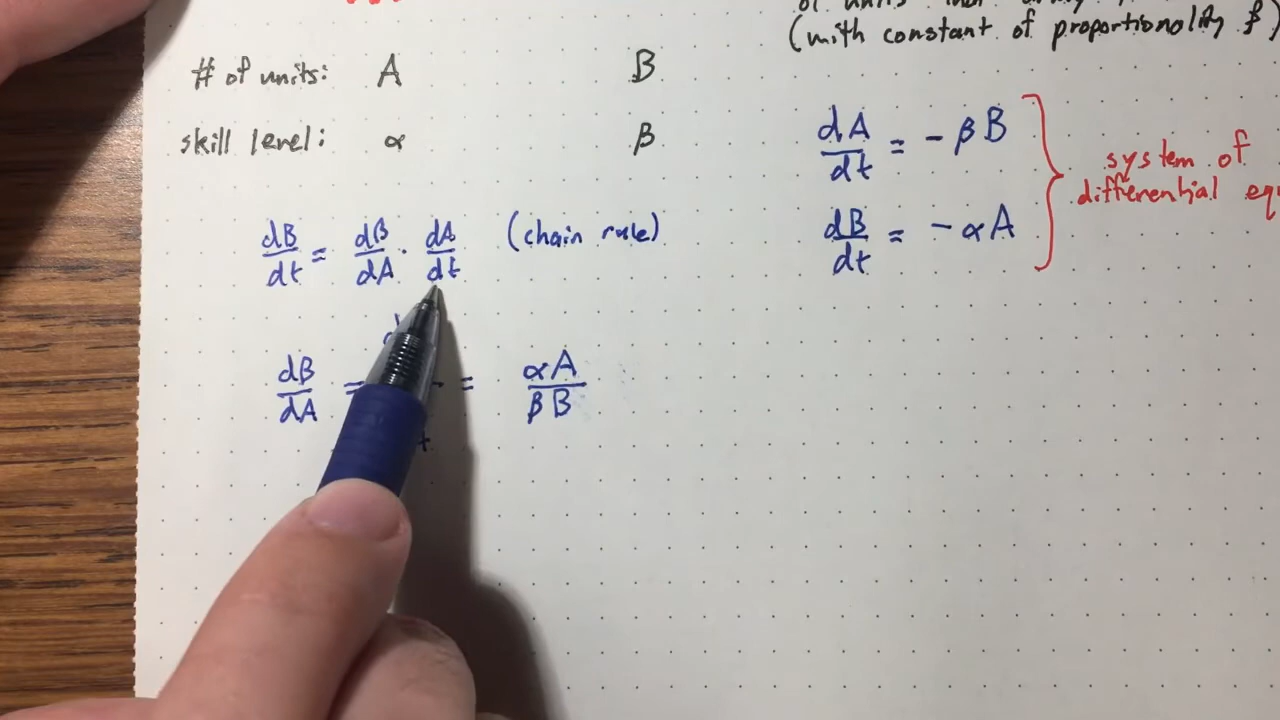 (with constant of proportionality β)
# of units: A B
skill level: α β
dA/dt = - βB
dB/dt = - αA
system of
differential
dB/dt = dB/dA · dA/dt (chain rule)
dB/dA = = αA/βB